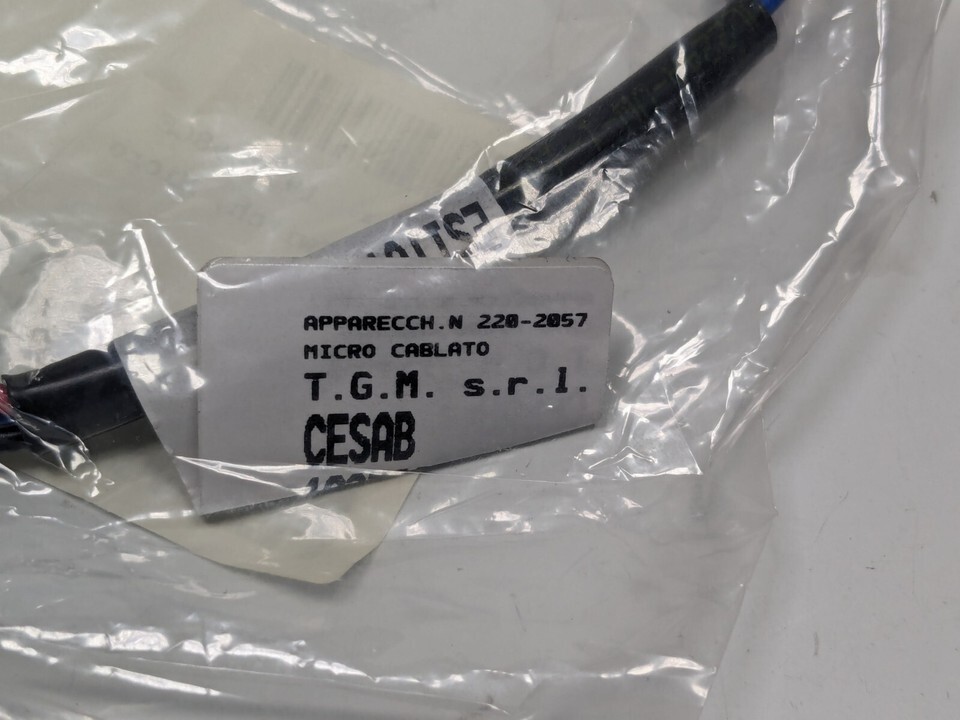 APPARECCH.N 220-2057
MICRO CABLATO
T.G.M. s.r.l.
CESAB